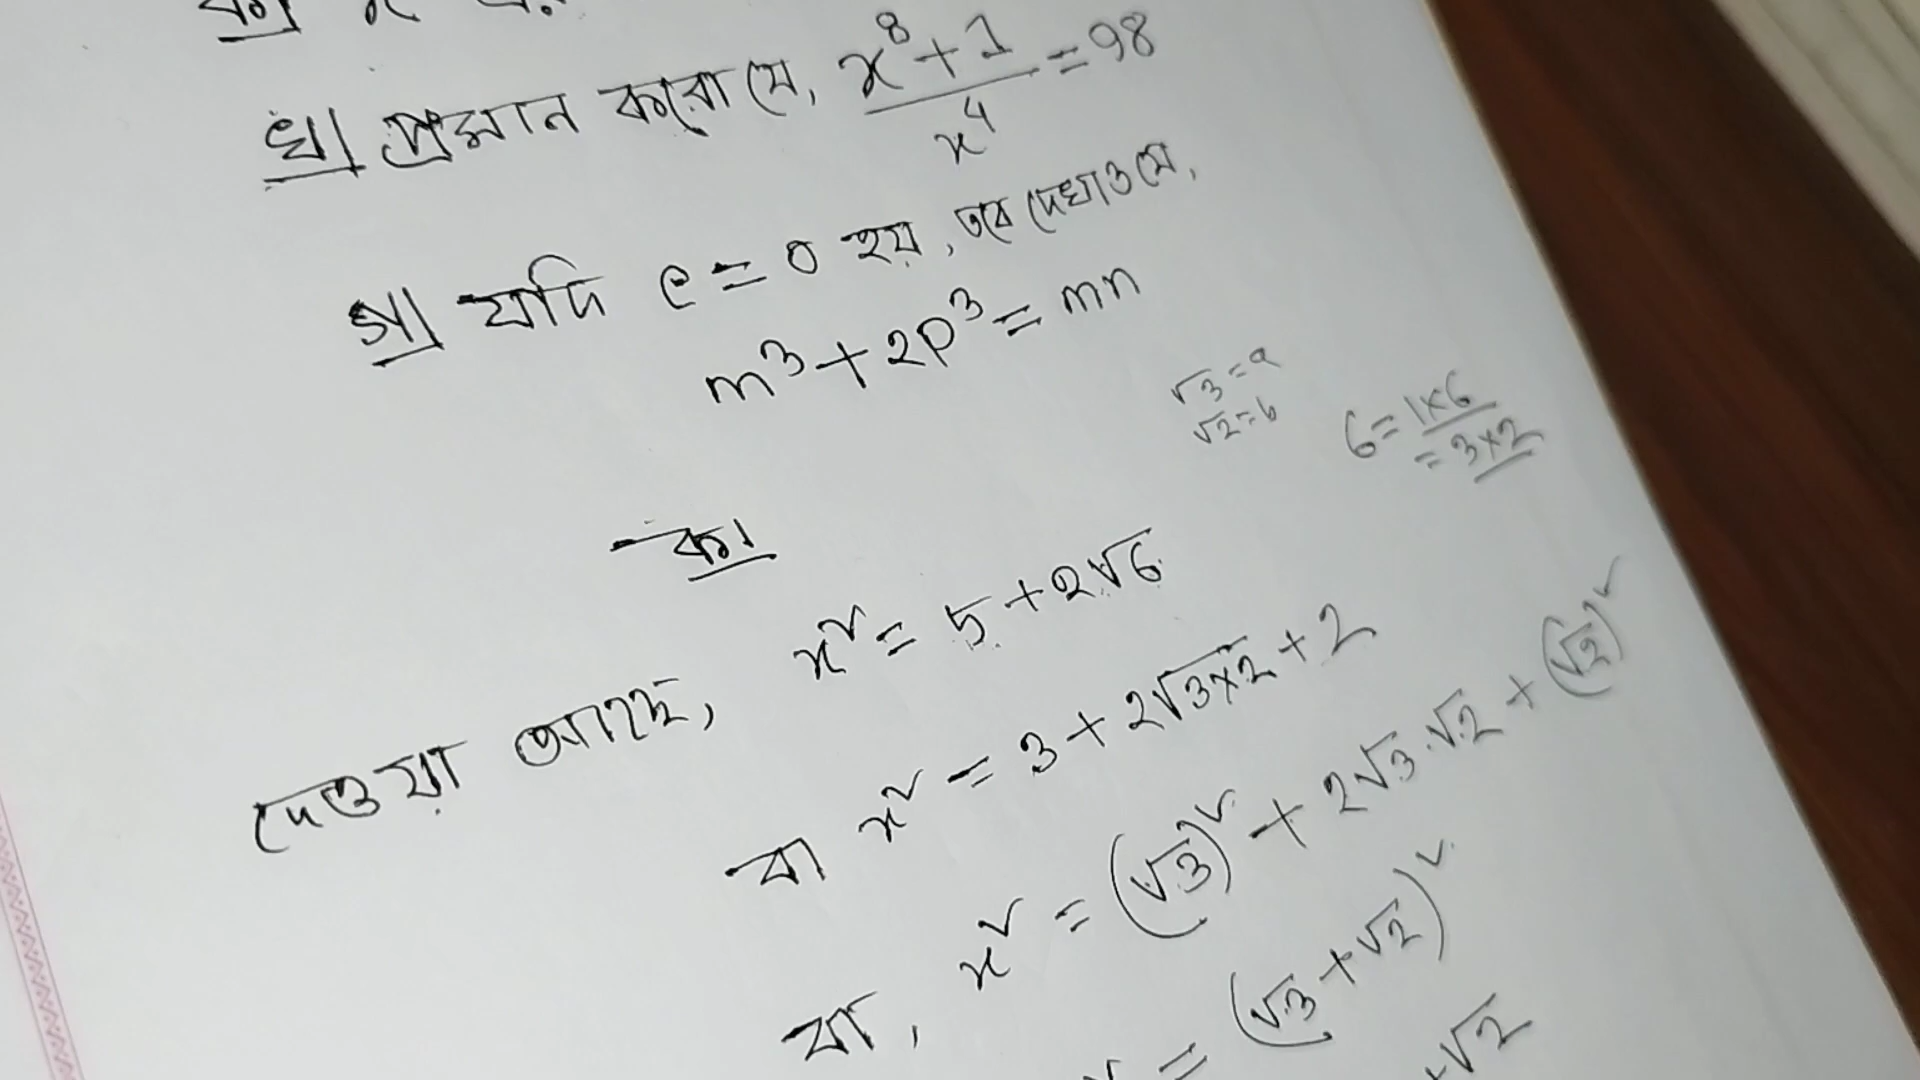 ক। x
খ। প্রমান করো যে, (x⁸+1)/x⁴ = 98
গ। যদি e = 0 হয়, তবে দেখাও যে,
m³+2p³ = mn
√3 = a
√2 = b
6 = 1×6
= 3×2
ক।
দেওয়া আছে, x² = 5+2√6
বা x² = 3+2√3×2+2
বা, x² = (√3)²+2√3.√2+(√2)²
= (√3+√2)²
+√2